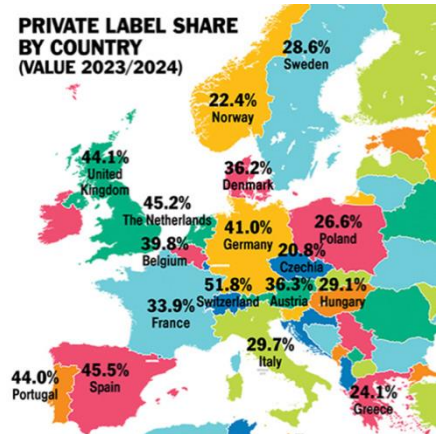 PRIVATE LABEL SHARE
BY COUNTRY
(VALUE 2023/2024)
28.6%
Sweden
22.4%
Norway
44.1%
United
Kingdom
36.2%
Denmark
45.2%
The Netherlands
39.8%
Belgium
41.0%
Germany
26.6%
Poland
20.8%
Czechia
51.8%
Switzerland
36.3%
Austria
29.1%
Hungary
33.9%
France
29.7%
Italy
44.0%
Portugal
45.5%
Spain
24.1%
Greece